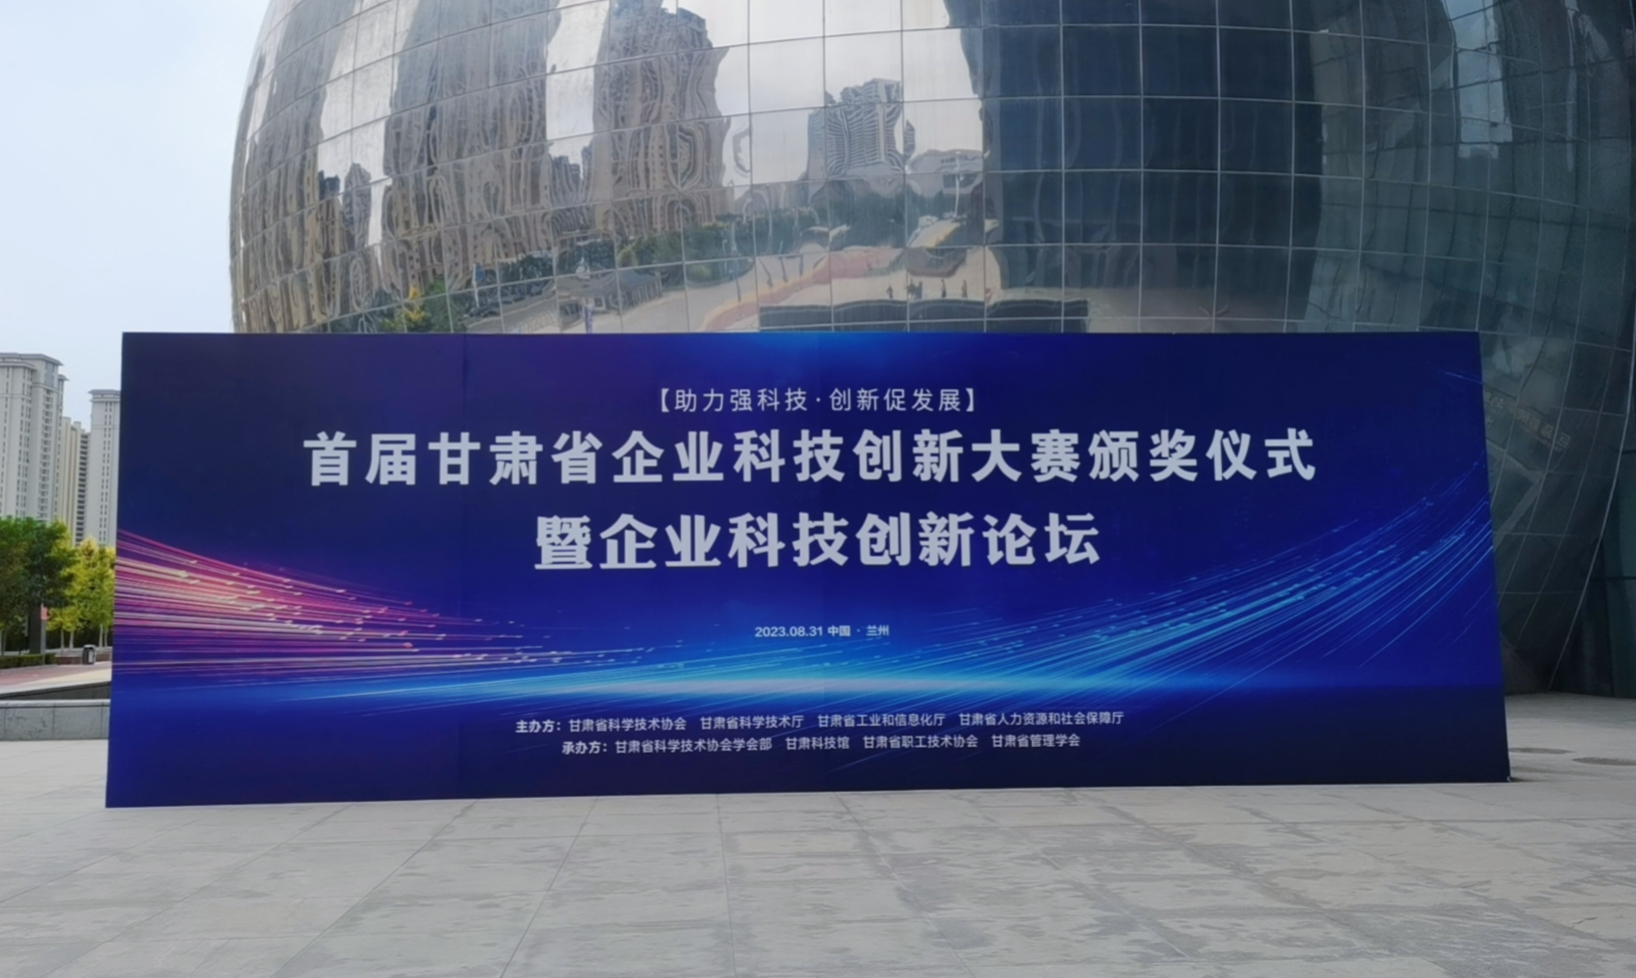 【助力强科技·创新促发展】
首届甘肃省企业科技创新大赛颁奖仪式
暨企业科技创新论坛
2023.08.31 中国 · 兰州
主办方：甘肃省科学技术协会 甘肃省科学技术厅 甘肃省工业和信息化厅 甘肃省人力资源和社会保障厅
承办方：甘肃省科学技术协会学会部 甘肃科技馆 甘肃省职工技术协会 甘肃省管理学会